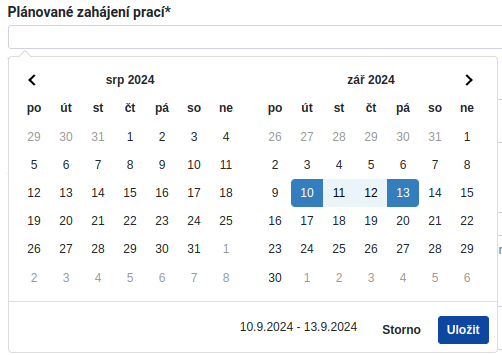 Plánované zahájení prací*
srp 2024
po út st čt pá so ne
29 30 31 1 2 3 4
5 6 7 8 9 10 11
12 13 14 15 16 17 18
19 20 21 22 23 24 25
26 27 28 29 30 31 1
2 3 4 5 6 7 8
zář 2024
po út st čt pá so ne
26 27 28 29 30 31 1
2 3 4 5 6 7 8
9 10 11 12 13 14 15
16 17 18 19 20 21 22
23 24 25 26 27 28 29
30 1 2 3 4 5 6
10.9.2024 - 13.9.2024 Storno Uložit